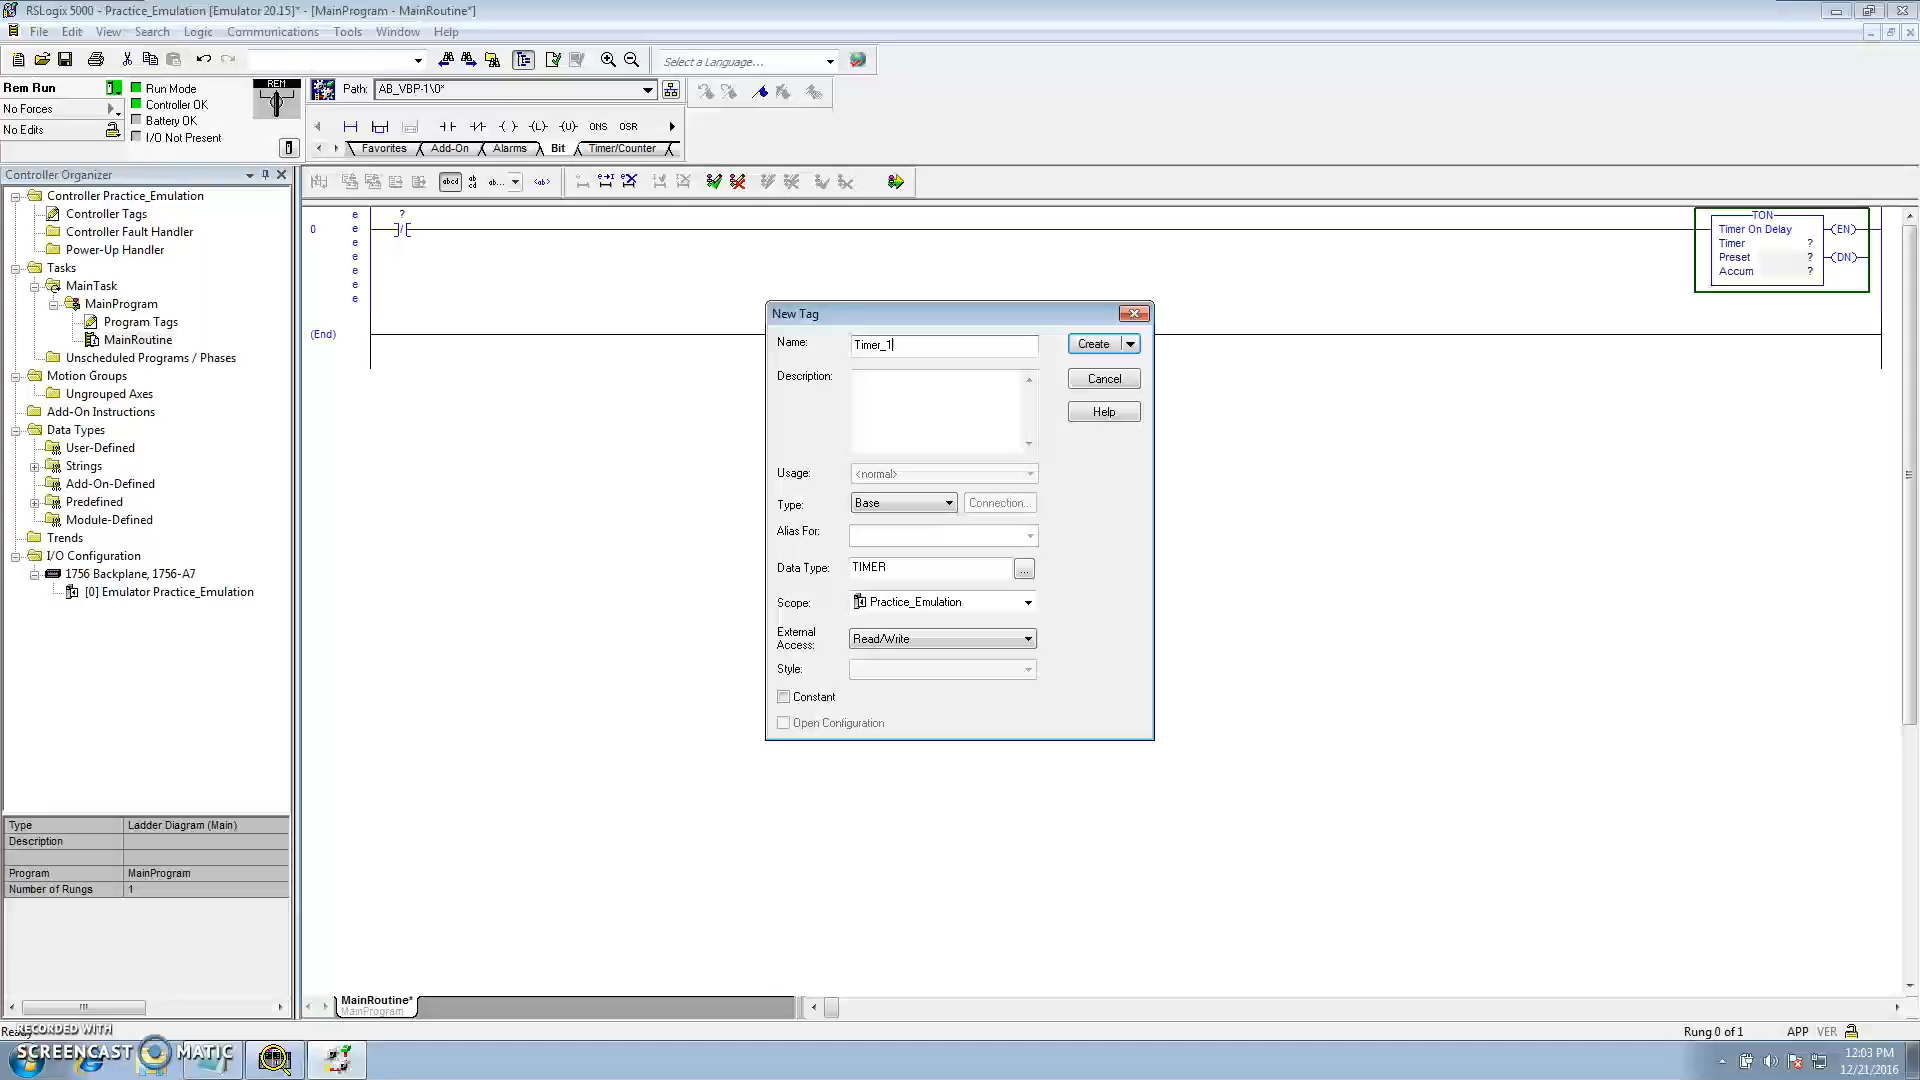 RSLogix 5000 - Practice_Emulation [Emulator 20.15]* - [MainProgram - MainRoutine*]
File Edit View Search Logic Communications Tools Window Help
Select a Language...
Rem Run
No Forces
No Edits
Run Mode
Controller OK
Battery OK
I/O Not Present
REM
Path: AB_VBP-1\0*
ONS OSR
Favorites Add-On Alarms Bit Timer/Counter
Controller Organizer
Controller Practice_Emulation
Controller Tags
Controller Fault Handler
Power-Up Handler
Tasks
MainTask
MainProgram
Program Tags
MainRoutine
Unscheduled Programs / Phases
Motion Groups
Ungrouped Axes
Add-On Instructions
Data Types
User-Defined
Strings
Add-On-Defined
Predefined
Module-Defined
Trends
I/O Configuration
1756 Backplane, 1756-A7
[0] Emulator Practice_Emulation
Type Ladder Diagram (Main)
Description
Program MainProgram
Number of Rungs 1
0
e
e
e
e
e
e
e
?
(End)
TON
Timer On Delay
Timer ?
Preset ?
Accum ?
(EN)
(DN)
New Tag
Name: Timer_1
Create
Description:
Cancel
Help
Usage: <normal>
Type: Base Connection...
Alias For:
Data Type: TIMER ...
Scope: Practice_Emulation
External Access: Read/Write
Style:
Constant
Open Configuration
MainRoutine*
MainProgram
Rung 0 of 1 APP VER
RECORDED WITH
SCREENCAST MATIC
12:03 PM
12/21/2016